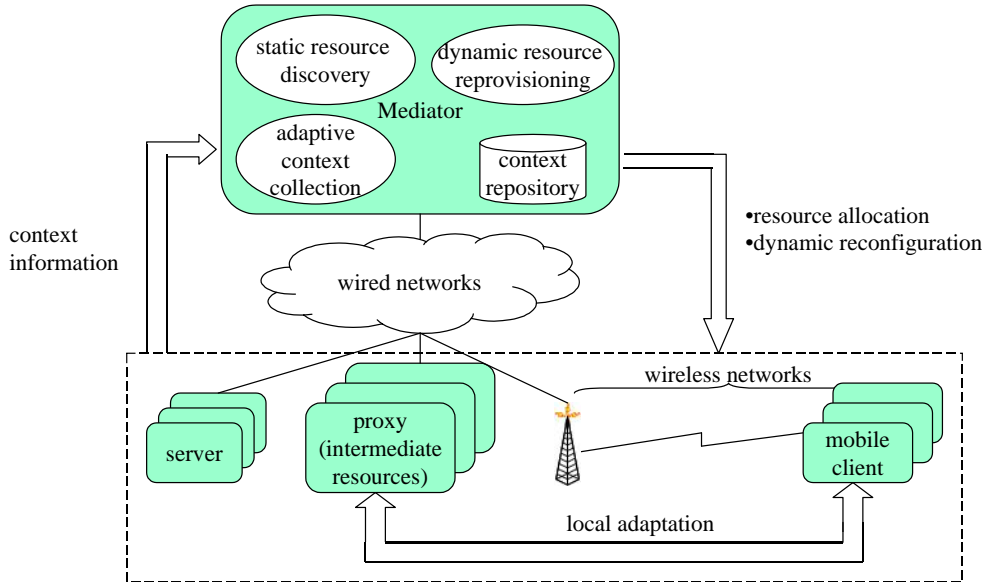 static resource
discovery
dynamic resource
reprovisioning
Mediator
adaptive
context
collection
context
repository
context
information
•resource allocation
•dynamic reconfiguration
wired networks
wireless networks
server
proxy
(intermediate
resources)
mobile
client
local adaptation